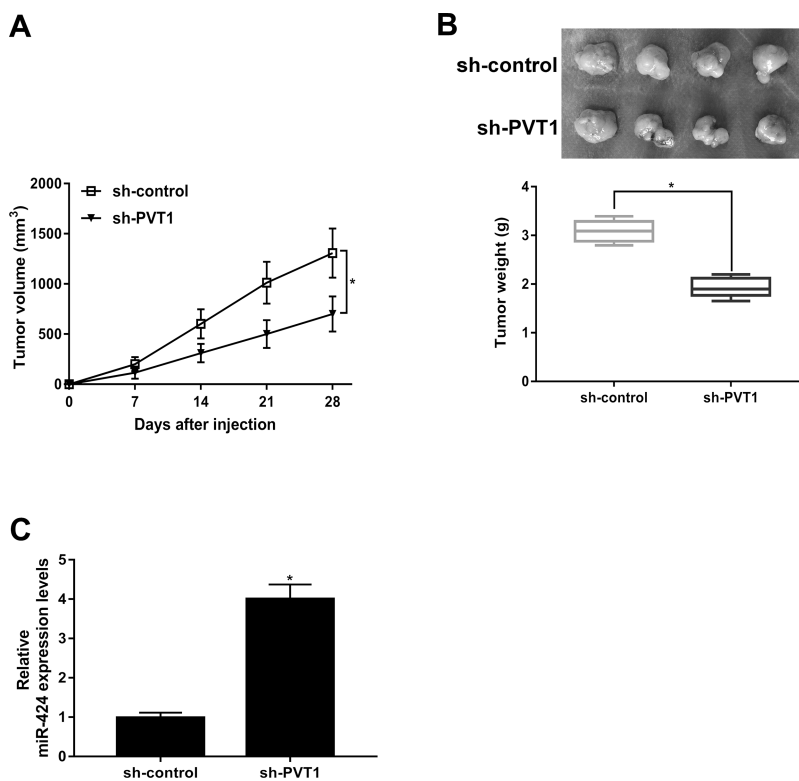 A
2000
1500
1000
500
0
Tumor volume (mm³)
sh-control
sh-PVT1
*
0 7 14 21 28
Days after injection
B
sh-control
sh-PVT1
4
3
2
1
0
Tumor weight (g)
*
sh-control sh-PVT1
C
5
4
3
2
1
0
Relative
miR-424 expression levels
*
sh-control sh-PVT1